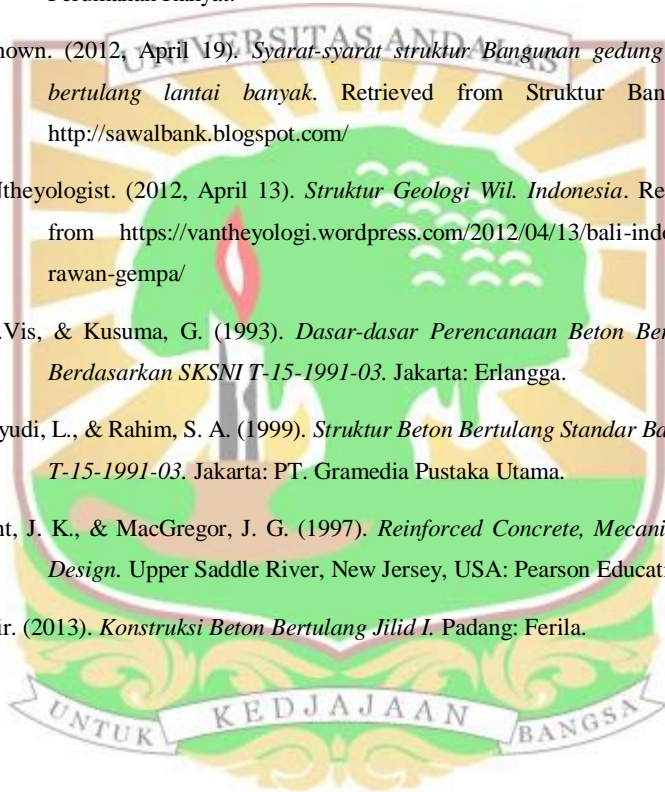 UNIVERSITAS ANDALAS
nown. (2012, April 19). Syarat-syarat struktur Bangunan gedung
bertulang lantai banyak. Retrieved from Struktur Ban
http://sawalbank.blogspot.com/
Ntheyologist. (2012, April 13). Struktur Geologi Wil. Indonesia. Re
from https://vantheyologi.wordpress.com/2012/04/13/bali-indo
rawan-gempa/
.Vis, & Kusuma, G. (1993). Dasar-dasar Perencanaan Beton Ber
Berdasarkan SKSNI T-15-1991-03. Jakarta: Erlangga.
yudi, L., & Rahim, S. A. (1999). Struktur Beton Bertulang Standar Ba
T-15-1991-03. Jakarta: PT. Gramedia Pustaka Utama.
ht, J. K., & MacGregor, J. G. (1997). Reinforced Concrete, Mecani
Design. Upper Saddle River, New Jersey, USA: Pearson Educati
ir. (2013). Konstruksi Beton Bertulang Jilid I. Padang: Ferila.
UNTUK KEDJAJAAN BANGSA